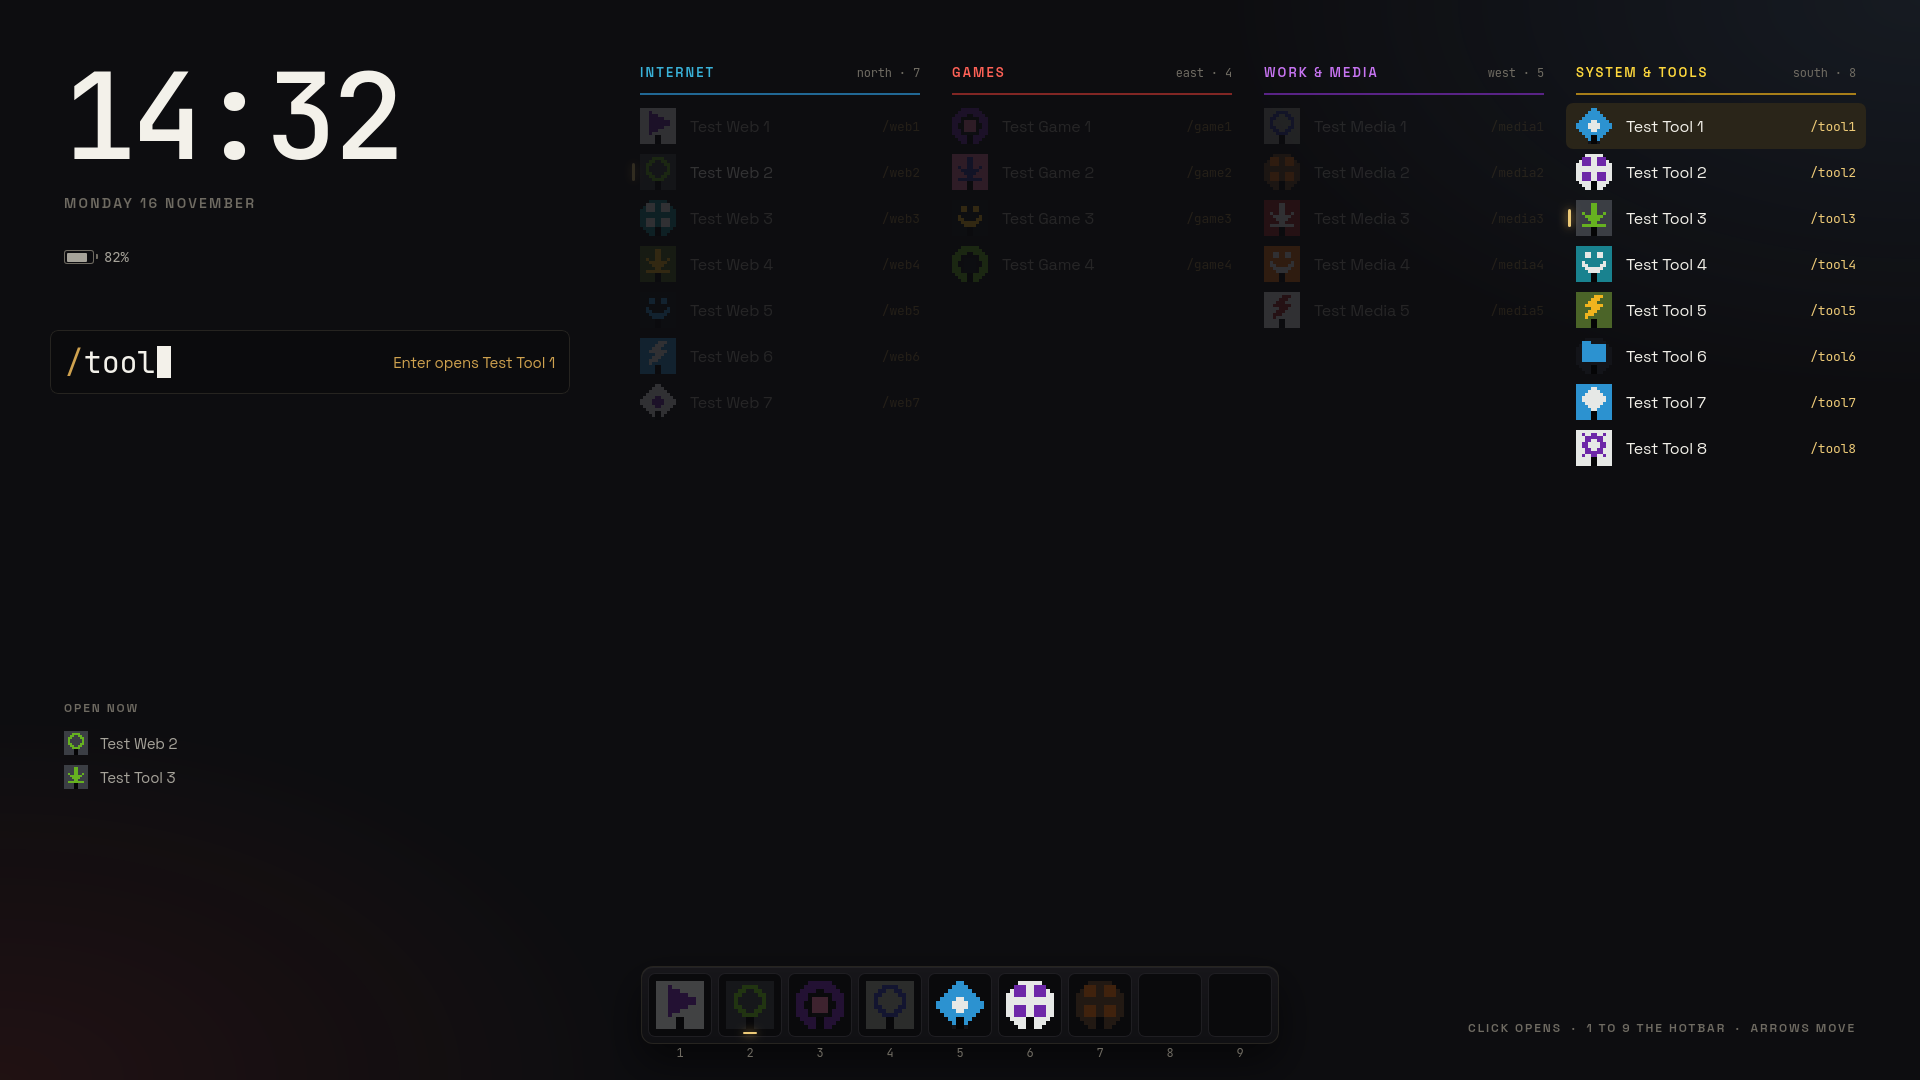 14:32
MONDAY 16 NOVEMBER
82%
/tool
Enter opens Test Tool 1
OPEN NOW
Test Web 2
Test Tool 3
INTERNET north · 7
Test Web 1 /web1
Test Web 2 /web2
Test Web 3 /web3
Test Web 4 /web4
Test Web 5 /web5
Test Web 6 /web6
Test Web 7 /web7
GAMES east · 4
Test Game 1 /game1
Test Game 2 /game2
Test Game 3 /game3
Test Game 4 /game4
WORK & MEDIA west · 5
Test Media 1 /media1
Test Media 2 /media2
Test Media 3 /media3
Test Media 4 /media4
Test Media 5 /media5
SYSTEM & TOOLS south · 8
Test Tool 1 /tool1
Test Tool 2 /tool2
Test Tool 3 /tool3
Test Tool 4 /tool4
Test Tool 5 /tool5
Test Tool 6 /tool6
Test Tool 7 /tool7
Test Tool 8 /tool8
1 2 3 4 5 6 7 8 9
CLICK OPENS · 1 TO 9 THE HOTBAR · ARROWS MOVE